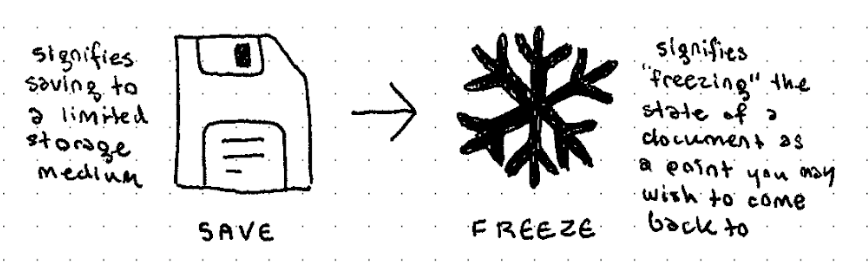 signifies
saving to
a limited
storage
medium
SAVE
FREEZE
signifies
"freezing" the
state of a
document as
a point you may
wish to come
back to